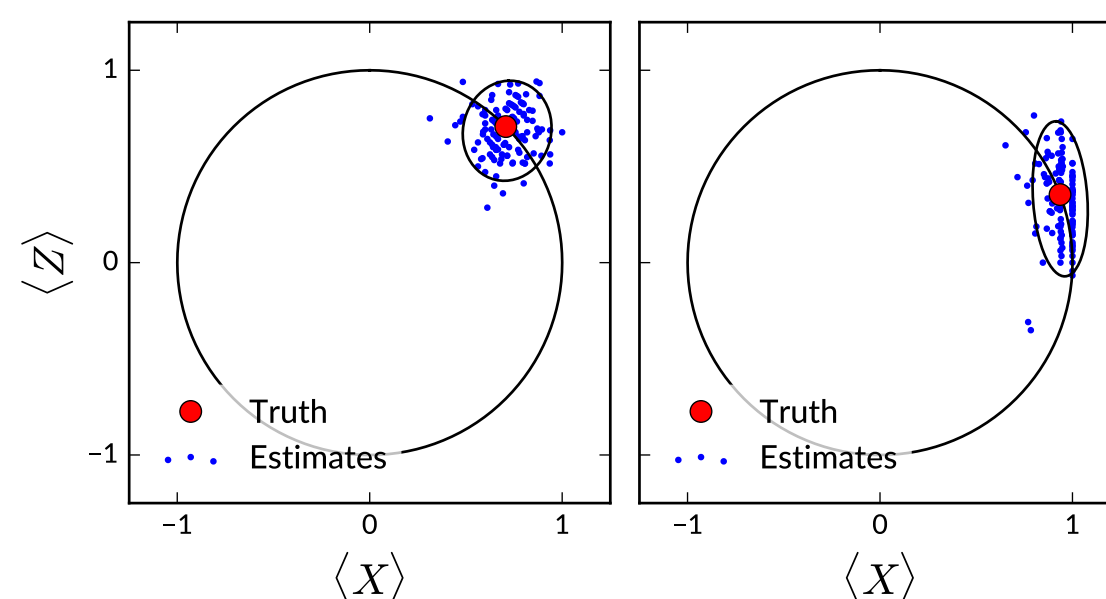 1
0
−1
⟨Z⟩
Truth
Estimates
−1 0 1
⟨X⟩
Truth
Estimates
−1 0 1
⟨X⟩